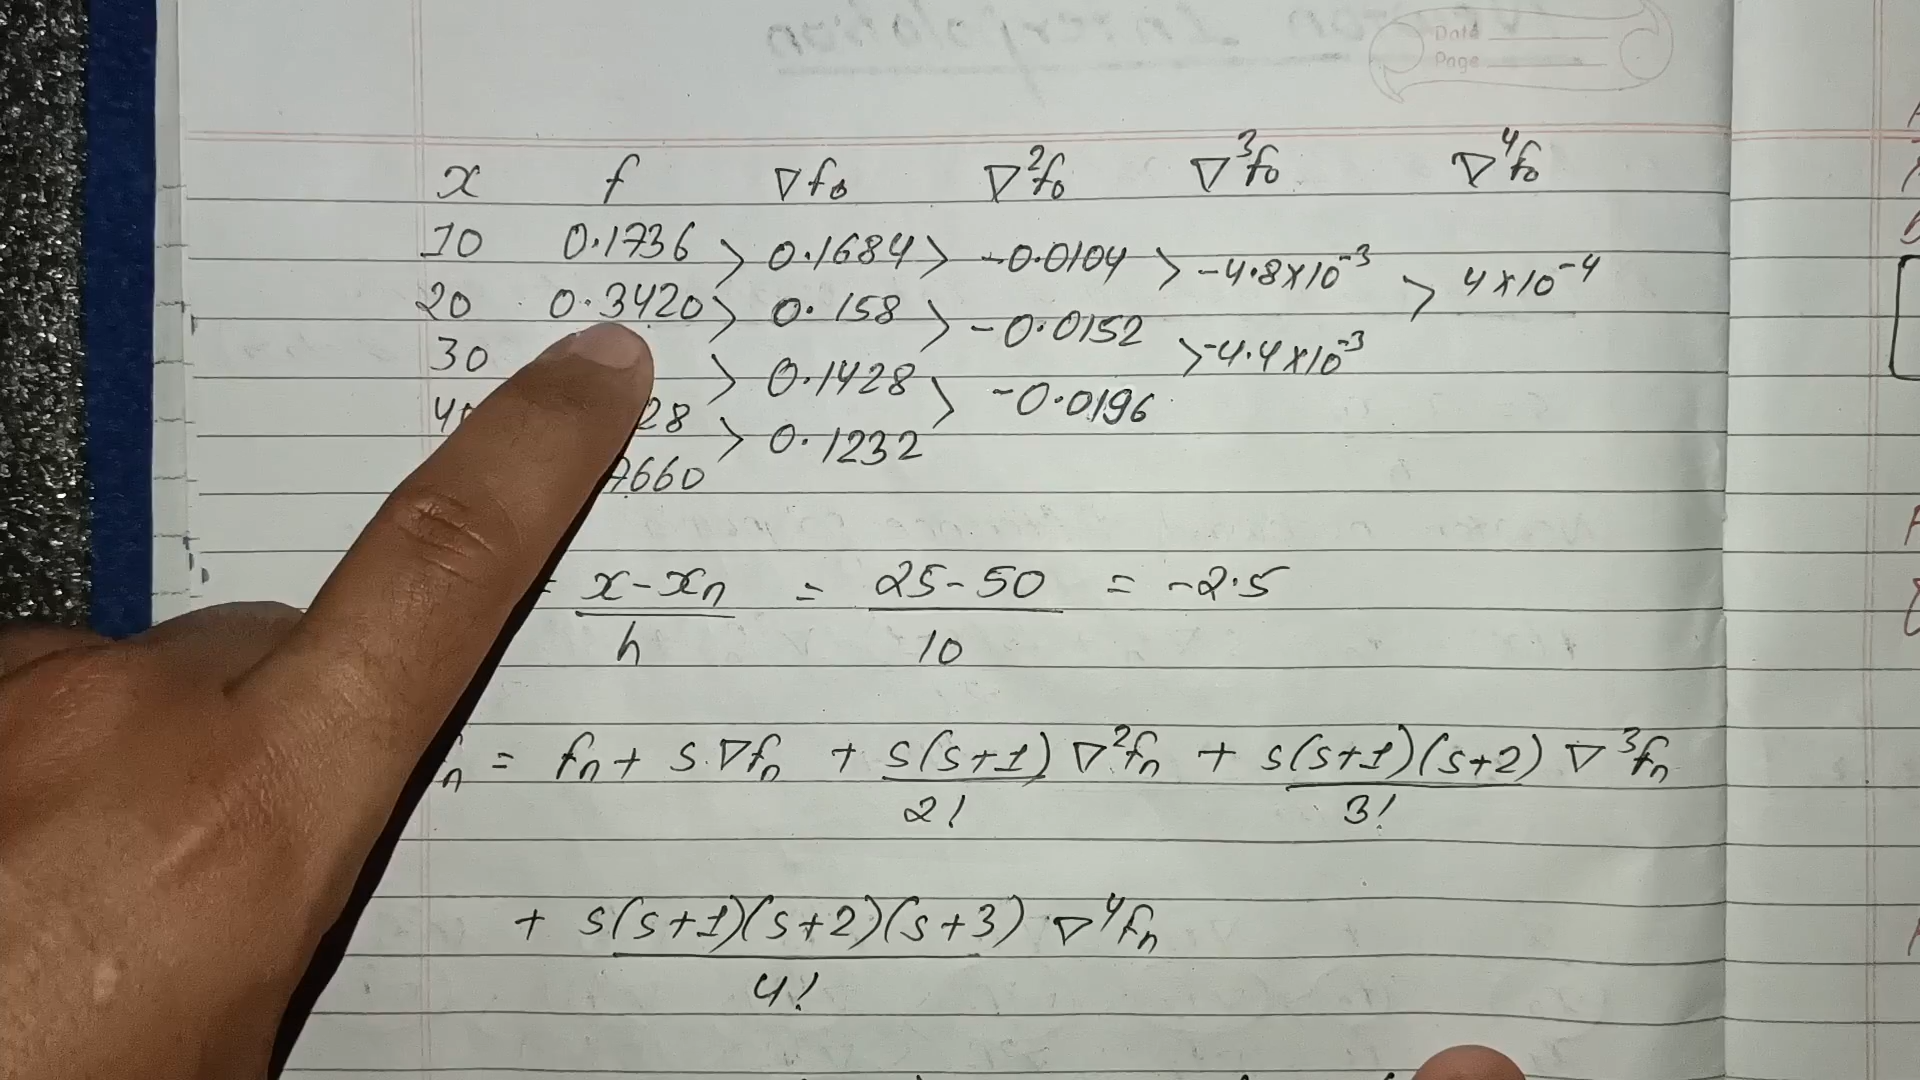 Date
Page
x f ∇f₀ ∇²f₀ ∇³f₀ ∇⁴f₀
10 0.1736 > 0.1684 > -0.0104 > -4.8×10⁻³ > 4×10⁻⁴
20 0.3420 > 0.158 > -0.0152 > -4.4×10⁻³
30 > 0.1428 > -0.0196
28 > 0.1232
7660
= x-xₙ / h = 25-50 / 10 = -2.5
= fₙ + s.∇fₙ + s(s+1) / 2! ∇²fₙ + s(s+1)(s+2) / 3! ∇³fₙ
+ s(s+1)(s+2)(s+3) / 4! ∇⁴fₙ